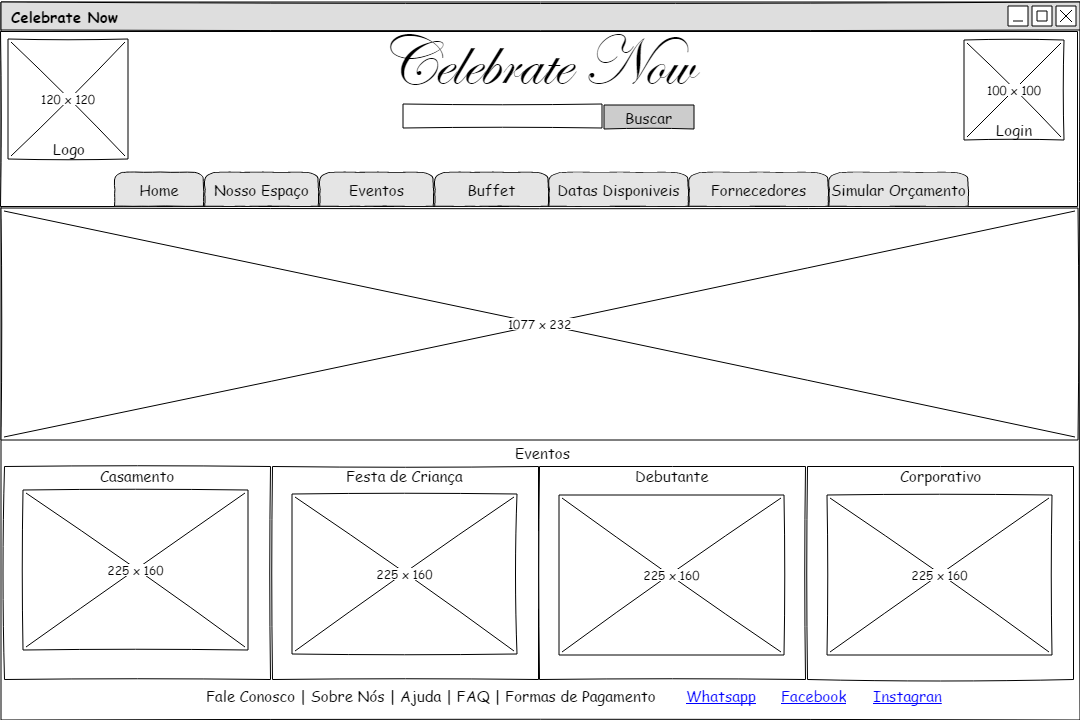 Celebrate Now
Celebrate Now
120 x 120
Logo
100 x 100
Login
Buscar
Home
Nosso Espaço
Eventos
Buffet
Datas Disponiveis
Fornecedores
Simular Orçamento
1077 x 232
Eventos
Casamento
Festa de Criança
Debutante
Corporativo
225 x 160
225 x 160
225 x 160
225 x 160
Fale Conosco | Sobre Nós | Ajuda | FAQ | Formas de Pagamento Whatsapp Facebook Instagran